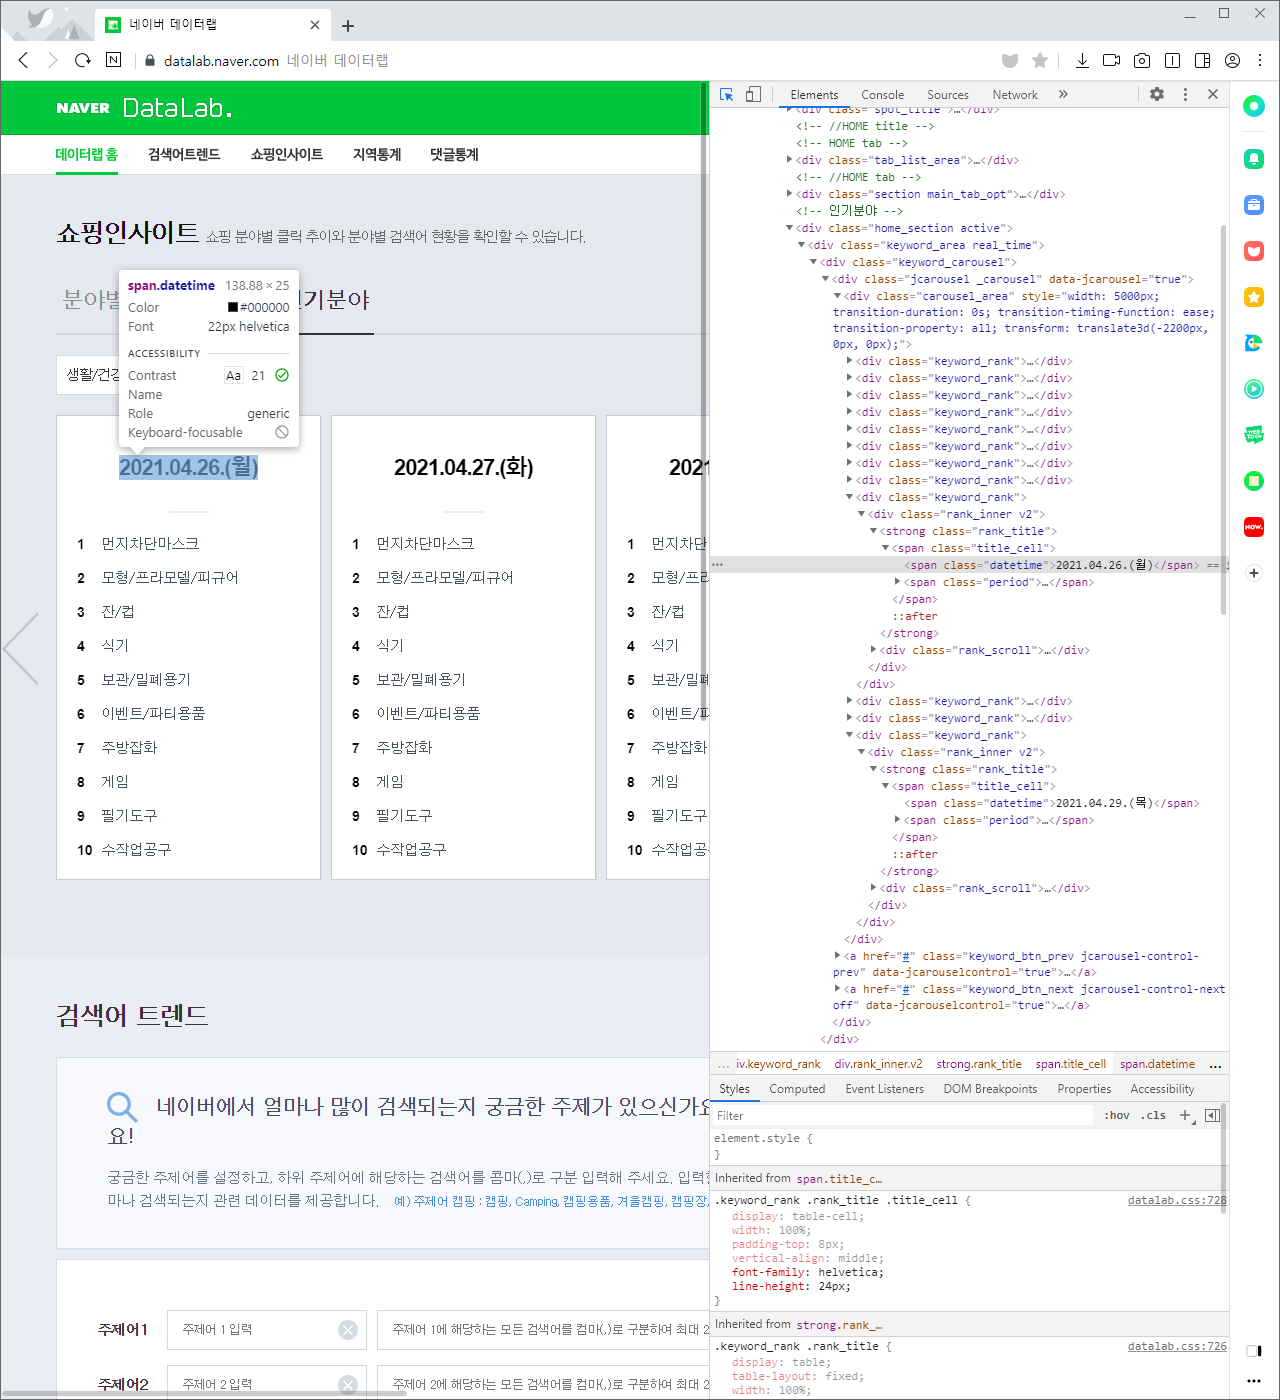 네이버 데이터랩
datalab.naver.com 네이버 데이터랩
NAVER DataLab.
데이터랩 홈 검색어트렌드 쇼핑인사이트 지역통계 댓글통계
쇼핑인사이트 쇼핑 분야별 클릭 추이와 분야별 검색어 현황을 확인할 수 있습니다.
분야별 인기분야
span.datetime 138.88 × 25
Color #000000
Font 22px helvetica
ACCESSIBILITY
Contrast Aa 21
Name
Role generic
Keyboard-focusable
생활/건강
2021.04.26.(월)
1 먼지차단마스크
2 모형/프라모델/피규어
3 잔/컵
4 식기
5 보관/밀폐용기
6 이벤트/파티용품
7 주방잡화
8 게임
9 필기도구
10 수작업공구
2021.04.27.(화)
1 먼지차단마스크
2 모형/프라모델/피규어
3 잔/컵
4 식기
5 보관/밀폐용기
6 이벤트/파티용품
7 주방잡화
8 게임
9 필기도구
10 수작업공구
2021
1 먼지차단
2 모형/프
3 잔/컵
4 식기
5 보관/밀
6 이벤트/
7 주방잡화
8 게임
9 필기도구
10 수작업공
검색어 트렌드
네이버에서 얼마나 많이 검색되는지 궁금한 주제가 있으신가요
요!
궁금한 주제어를 설정하고, 하위 주제어에 해당하는 검색어를 콤마(,)로 구분 입력해 주세요. 입력한
마나 검색되는지 관련 데이터를 제공합니다. 예) 주제어 캠핑 : 캠핑, Camping, 캠핑용품, 겨울캠핑, 캠핑장,
주제어1 주제어 1 입력 주제어 1에 해당하는 모든 검색어를 컴마(,)로 구분하여 최대 2
주제어2 주제어 2 입력 주제어 2에 해당하는 모든 검색어를 컴마(,)로 구분하여 최대 2
Elements Console Sources Network »
<div class="spot_title">…</div>
<!-- //HOME title -->
<!-- HOME tab -->
<div class="tab_list_area">…</div>
<!-- //HOME tab -->
<div class="section main_tab_opt">…</div>
<!-- 인기분야 -->
<div class="home_section active">
<div class="keyword_area real_time">
<div class="keyword_carousel">
<div class="jcarousel _carousel" data-jcarousel="true">
<div class="carousel_area" style="width: 5000px;
transition-duration: 0s; transition-timing-function: ease;
transition-property: all; transform: translate3d(-2200px,
0px, 0px);">
<div class="keyword_rank">…</div>
<div class="keyword_rank">…</div>
<div class="keyword_rank">…</div>
<div class="keyword_rank">…</div>
<div class="keyword_rank">…</div>
<div class="keyword_rank">…</div>
<div class="keyword_rank">…</div>
<div class="keyword_rank">…</div>
<div class="keyword_rank">
<div class="rank_inner v2">
<strong class="rank_title">
<span class="title_cell">
<span class="datetime">2021.04.26.(월)</span> ==
<span class="period">…</span>
</span>
::after
</strong>
<div class="rank_scroll">…</div>
</div>
</div>
<div class="keyword_rank">…</div>
<div class="keyword_rank">…</div>
<div class="keyword_rank">
<div class="rank_inner v2">
<strong class="rank_title">
<span class="title_cell">
<span class="datetime">2021.04.29.(목)</span>
<span class="period">…</span>
</span>
::after
</strong>
<div class="rank_scroll">…</div>
</div>
</div>
</div>
<a href="#" class="keyword_btn_prev jcarousel-control-
prev" data-jcarouselcontrol="true">…</a>
<a href="#" class="keyword_btn_next jcarousel-control-next
off" data-jcarouselcontrol="true">…</a>
</div>
</div>
… iv.keyword_rank div.rank_inner.v2 strong.rank_title span.title_cell span.datetime …
Styles Computed Event Listeners DOM Breakpoints Properties Accessibility
Filter :hov .cls +
element.style {
}
Inherited from span.title_c…
.keyword_rank .rank_title .title_cell { datalab.css:728
display: table-cell;
width: 100%;
padding-top: 8px;
vertical-align: middle;
font-family: helvetica;
line-height: 24px;
}
Inherited from strong.rank_…
.keyword_rank .rank_title { datalab.css:726
display: table;
table-layout: fixed;
width: 100%;
WEB TOON
NOW.